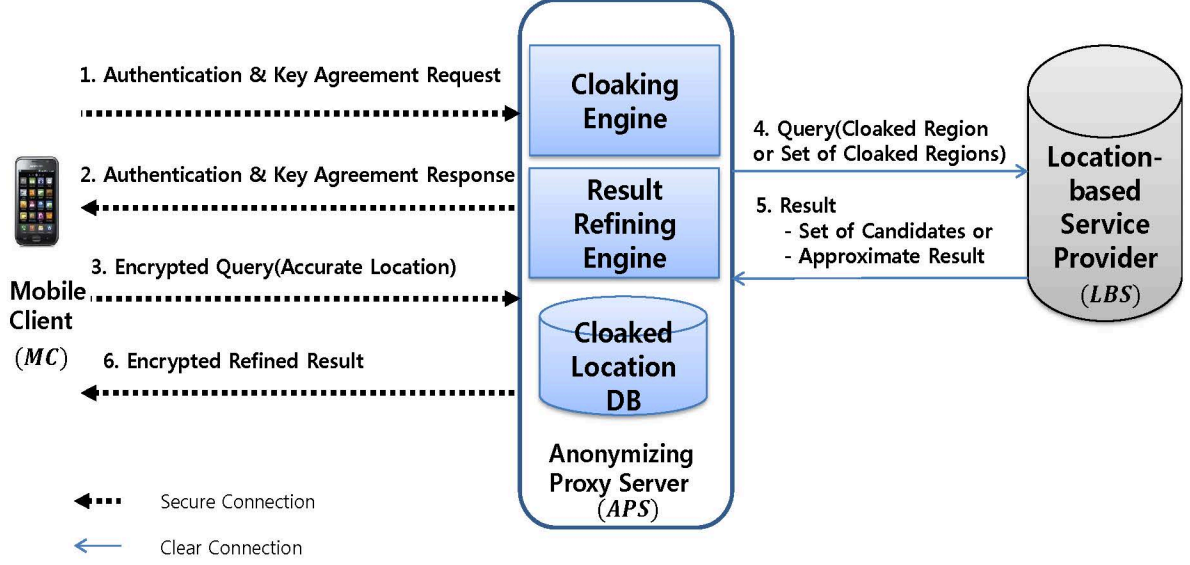 1. Authentication & Key Agreement Request
2. Authentication & Key Agreement Response
3. Encrypted Query(Accurate Location)
6. Encrypted Refined Result
Mobile
Client
(MC)
Cloaking
Engine
Result
Refining
Engine
Cloaked
Location
DB
Anonymizing
Proxy Server
(APS)
4. Query(Cloaked Region
or Set of Cloaked Regions)
5. Result
- Set of Candidates or
- Approximate Result
Location-
based
Service
Provider
(LBS)
Secure Connection
Clear Connection